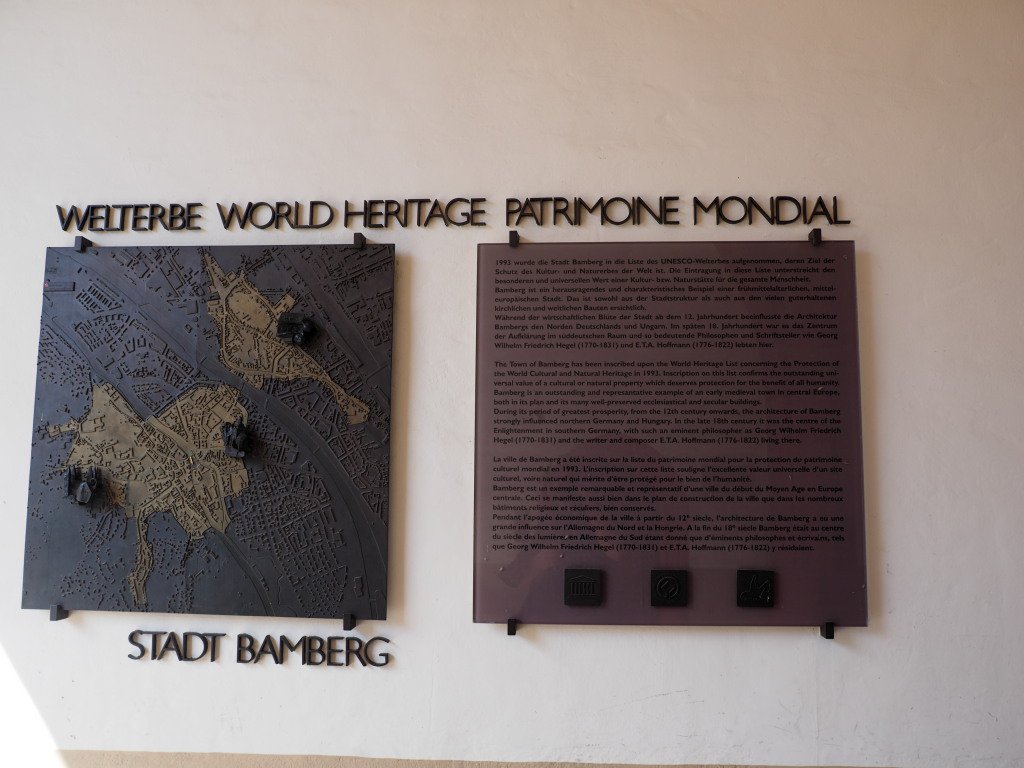 WELTERBE WORLD HERITAGE PATRIMOINE MONDIAL
1993 wurde die Stadt Bamberg in die Liste des UNESCO-Welterbes aufgenommen, deren Ziel der
Schutz des Kultur- und Naturerbes der Welt ist. Die Eintragung in diese Liste unterstreicht den
besonderen und universellen Wert einer Kultur- bzw. Naturstätte für die gesamte Menschheit.
Bamberg ist ein herausragendes und charakteristisches Beispiel einer frühmittelalterlichen, mittel-
europäischen Stadt. Das ist sowohl aus der Stadtstruktur als auch aus den vielen guterhaltenen
kirchlichen und weltlichen Bauten ersichtlich.
Während der wirtschaftlichen Blüte der Stadt ab dem 12. Jahrhundert beeinflusste die Architektur
Bambergs den Norden Deutschlands und Ungarn. Im späten 18. Jahrhundert war es das Zentrum
der Aufklärung im süddeutschen Raum und so bedeutende Philosophen und Schriftsteller wie Georg
Wilhelm Friedrich Hegel (1770-1831) und E.T.A. Hoffmann (1776-1822) lebten hier.
The Town of Bamberg has been inscribed upon the World Heritage List concerning the Protection of
the World Cultural and Natural Heritage in 1993. Inscription on this list confirms the outstanding uni-
versal value of a cultural or natural property which deserves protection for the benefit of all humanity.
Bamberg is an outstanding and representative example of an early medieval town in central Europe,
both in its plan and its many well-preserved ecclesiastical and secular buildings.
During its period of greatest prosperity, from the 12th century onwards, the architecture of Bamberg
strongly influenced northern Germany and Hungary. In the late 18th century it was the centre of the
Enlightenment in southern Germany, with such an eminent philosopher as Georg Wilhelm Friedrich
Hegel (1770-1831) and the writer and composer E.T.A. Hoffmann (1776-1822) living there.
La ville de Bamberg a été inscrite sur la liste du patrimoine mondial pour la protection du patrimoine
culturel mondial en 1993. L'inscription sur cette liste souligne l'excellente valeur universelle d'un site
culturel, voire naturel qui mérite d'être protégé pour le bien de l'humanité.
Bamberg est un exemple remarquable et représentatif d'une ville du début du Moyen Age en Europe
centrale. Ceci se manifeste aussi bien dans le plan de construction de la ville que dans les nombreux
bâtiments religieux et séculiers, bien conservés.
Pendant l'apogée économique de la ville à partir du 12e siècle, l'architecture de Bamberg a eu une
grande influence sur l'Allemagne du Nord et la Hongrie. A la fin du 18e siècle Bamberg était au centre
du siècle des lumières en Allemagne du Sud étant donné que d'éminents philosophes et écrivains, tels
que Georg Wilhelm Friedrich Hegel (1770-1831) et E.T.A. Hoffmann (1776-1822) y résidaient.
STADT BAMBERG